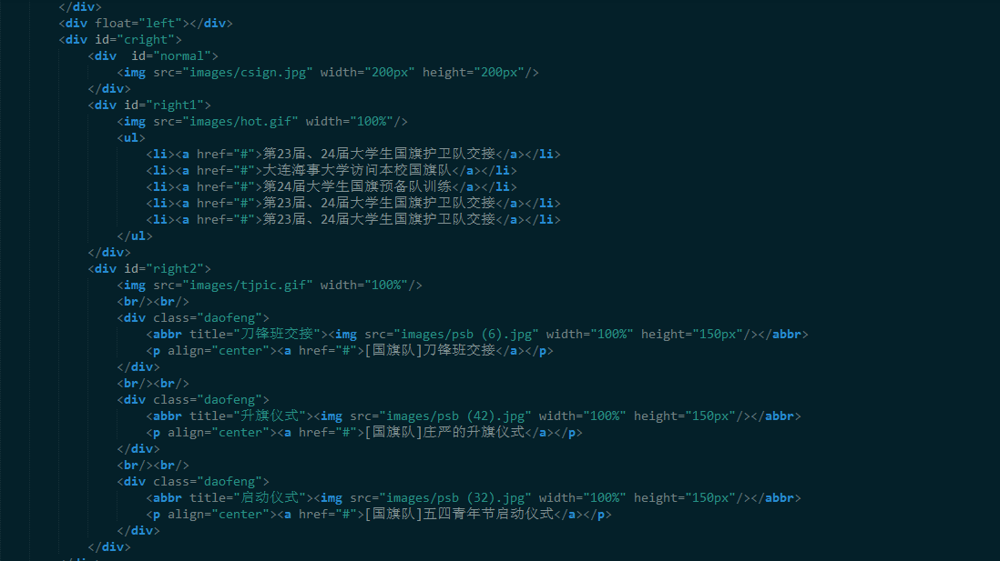 </div>
<div float="left"></div>
<div id="cright">
<div  id="normal">
<img src="images/csign.jpg" width="200px" height="200px"/>
</div>
<div id="right1">
<img src="images/hot.gif" width="100%"/>
<ul>
<li><a href="#">第23届、24届大学生国旗护卫队交接</a></li>
<li><a href="#">大连海事大学访问本校国旗队</a></li>
<li><a href="#">第24届大学生国旗预备队训练</a></li>
<li><a href="#">第23届、24届大学生国旗护卫队交接</a></li>
<li><a href="#">第23届、24届大学生国旗护卫队交接</a></li>
</ul>
</div>
<div id="right2">
<img src="images/tjpic.gif" width="100%"/>
<br/><br/>
<div class="daofeng">
<abbr title="刀锋班交接"><img src="images/psb (6).jpg" width="100%" height="150px"/></abbr>
<p align="center"><a href="#">[国旗队]刀锋班交接</a></p>
</div>
<br/><br/>
<div class="daofeng">
<abbr title="升旗仪式"><img src="images/psb (42).jpg" width="100%" height="150px"/></abbr>
<p align="center"><a href="#">[国旗队]庄严的升旗仪式</a></p>
</div>
<br/><br/>
<div class="daofeng">
<abbr title="启动仪式"><img src="images/psb (32).jpg" width="100%" height="150px"/></abbr>
<p align="center"><a href="#">[国旗队]五四青年节启动仪式</a></p>
</div>
</div>